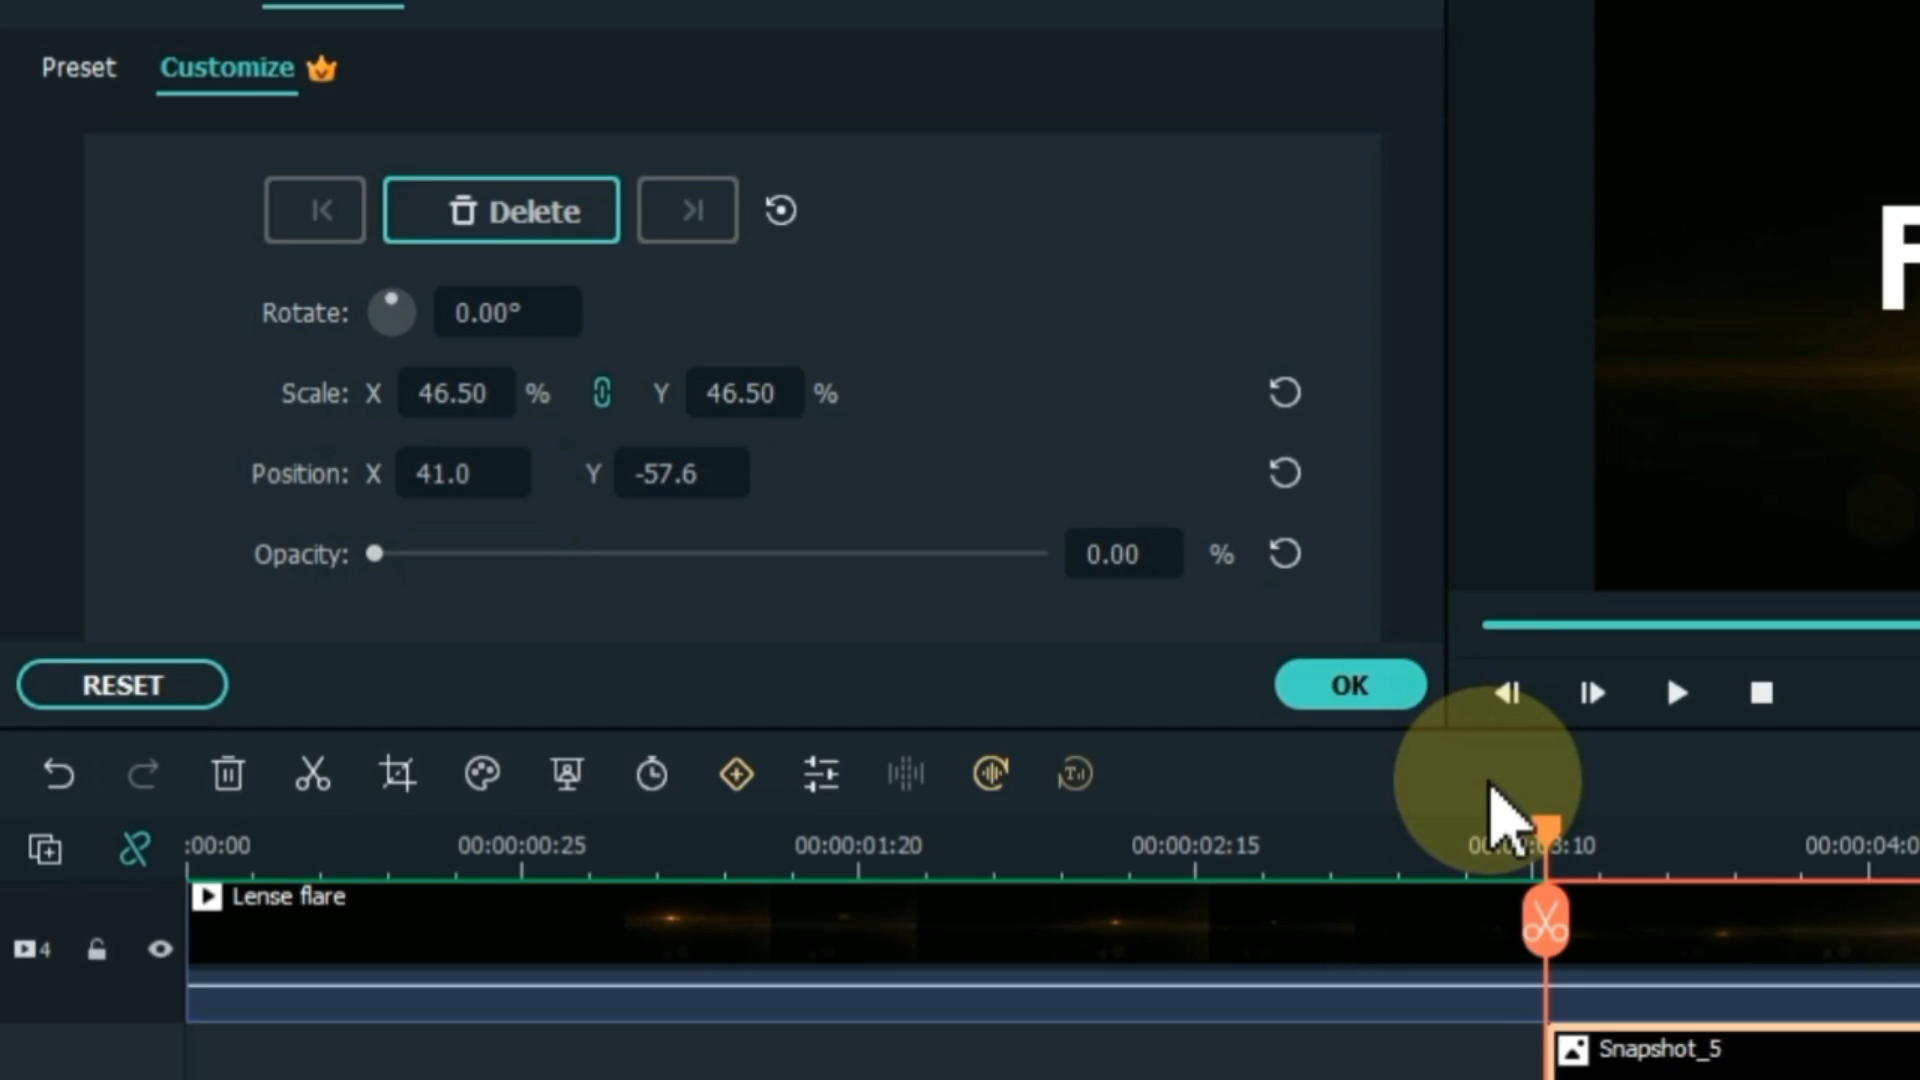 Preset Customize
Delete
Rotate: 0.00°
Scale: X 46.50 % Y 46.50 %
Position: X 41.0 Y -57.6
Opacity: 0.00 %
RESET OK
F
:00:00 00:00:00:25 00:00:01:20 00:00:02:15 00:00:03:10 00:00:04:0
Lense flare
4
Snapshot_5